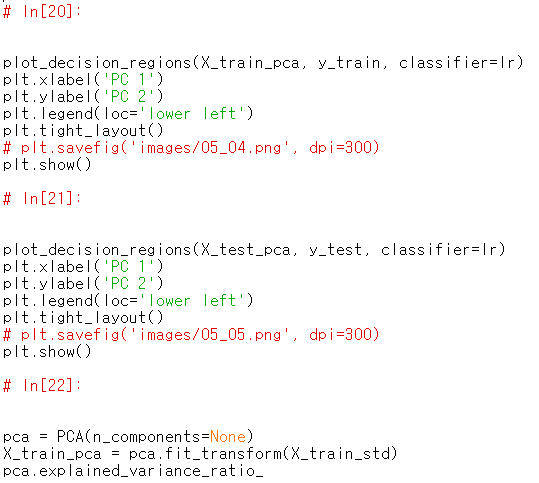 # In[20]:
plot_decision_regions(X_train_pca, y_train, classifier=lr)
plt.xlabel('PC 1')
plt.ylabel('PC 2')
plt.legend(loc='lower left')
plt.tight_layout()
# plt.savefig('images/05_04.png', dpi=300)
plt.show()
# In[21]:
plot_decision_regions(X_test_pca, y_test, classifier=lr)
plt.xlabel('PC 1')
plt.ylabel('PC 2')
plt.legend(loc='lower left')
plt.tight_layout()
# plt.savefig('images/05_05.png', dpi=300)
plt.show()
# In[22]:
pca = PCA(n_components=None)
X_train_pca = pca.fit_transform(X_train_std)
pca.explained_variance_ratio_